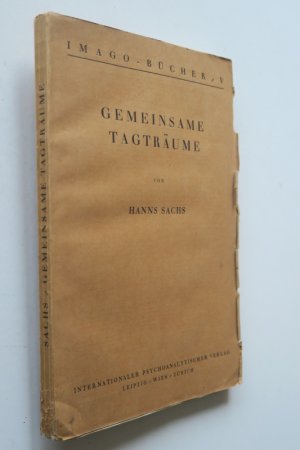 IMAGO-BÜCHER / V
GEMEINSAME
TAGTRÄUME
VON
HANNS SACHS
INTERNATIONALER PSYCHOANALYTISCHER VERLAG
LEIPZIG / WIEN / ZÜRICH
SACHS / GEMEINSAME TAGTRÄUME